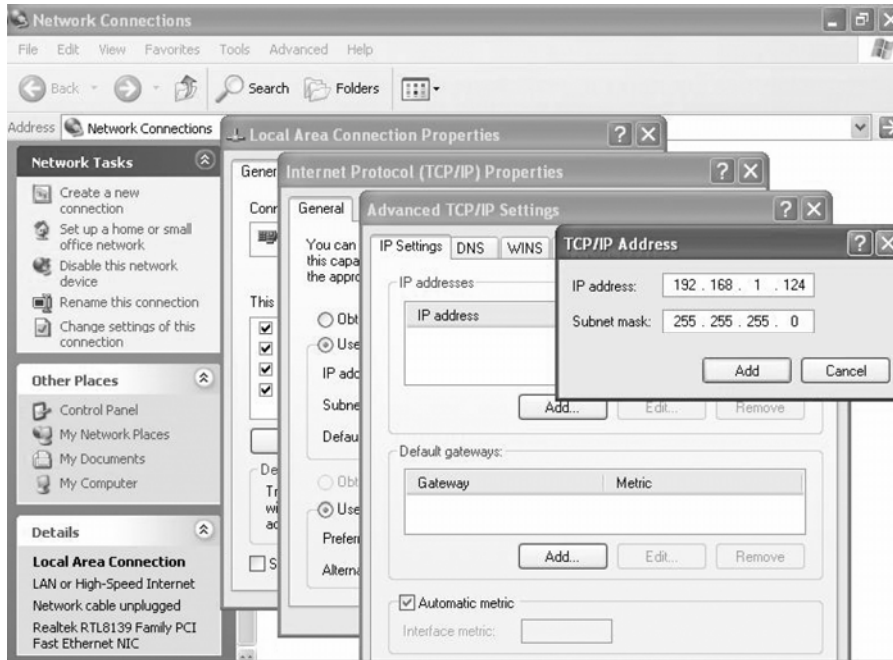 Network Connections
File Edit View Favorites Tools Advanced Help
Back Search Folders
Address Network Connections
Network Tasks
Create a new
connection
Set up a home or small
office network
Disable this network
device
Rename this connection
Change settings of this
connection
Other Places
Control Panel
My Network Places
My Documents
My Computer
Details
Local Area Connection
LAN or High-Speed Internet
Network cable unplugged
Realtek RTL8139 Family PCI
Fast Ethernet NIC
Local Area Connection Properties
Gener
Conn
This
De
Tr
wi
ac
S
Internet Protocol (TCP/IP) Properties
General
You can
this capa
the appro
Obt
Use
IP add
Subne
Defau
Obt
Use
Prefer
Alterna
Advanced TCP/IP Settings
IP Settings DNS WINS
IP addresses
IP address
Add... Edit... Remove
Default gateways:
Gateway Metric
Add... Edit... Remove
Automatic metric
Interface metric:
TCP/IP Address
IP address: 192 . 168 . 1 . 124
Subnet mask: 255 . 255 . 255 . 0
Add Cancel